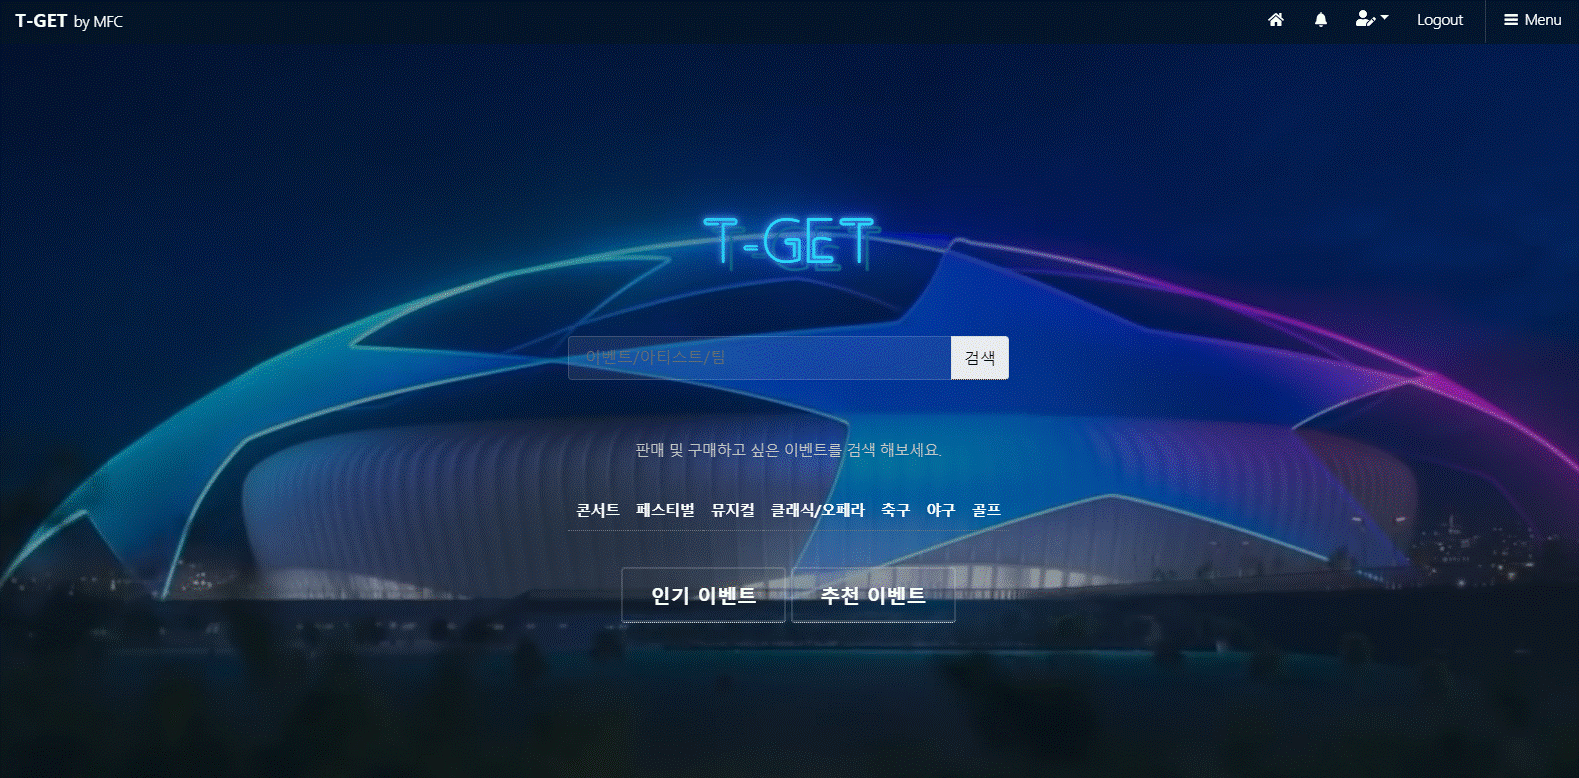 T-GET by MFC
Logout
Menu
T-GET
이벤트/아티스트/팀
검색
판매 및 구매하고 싶은 이벤트를 검색 해보세요.
콘서트 페스티벌 뮤지컬 클래식/오페라 축구 야구 골프
인기 이벤트
추천 이벤트